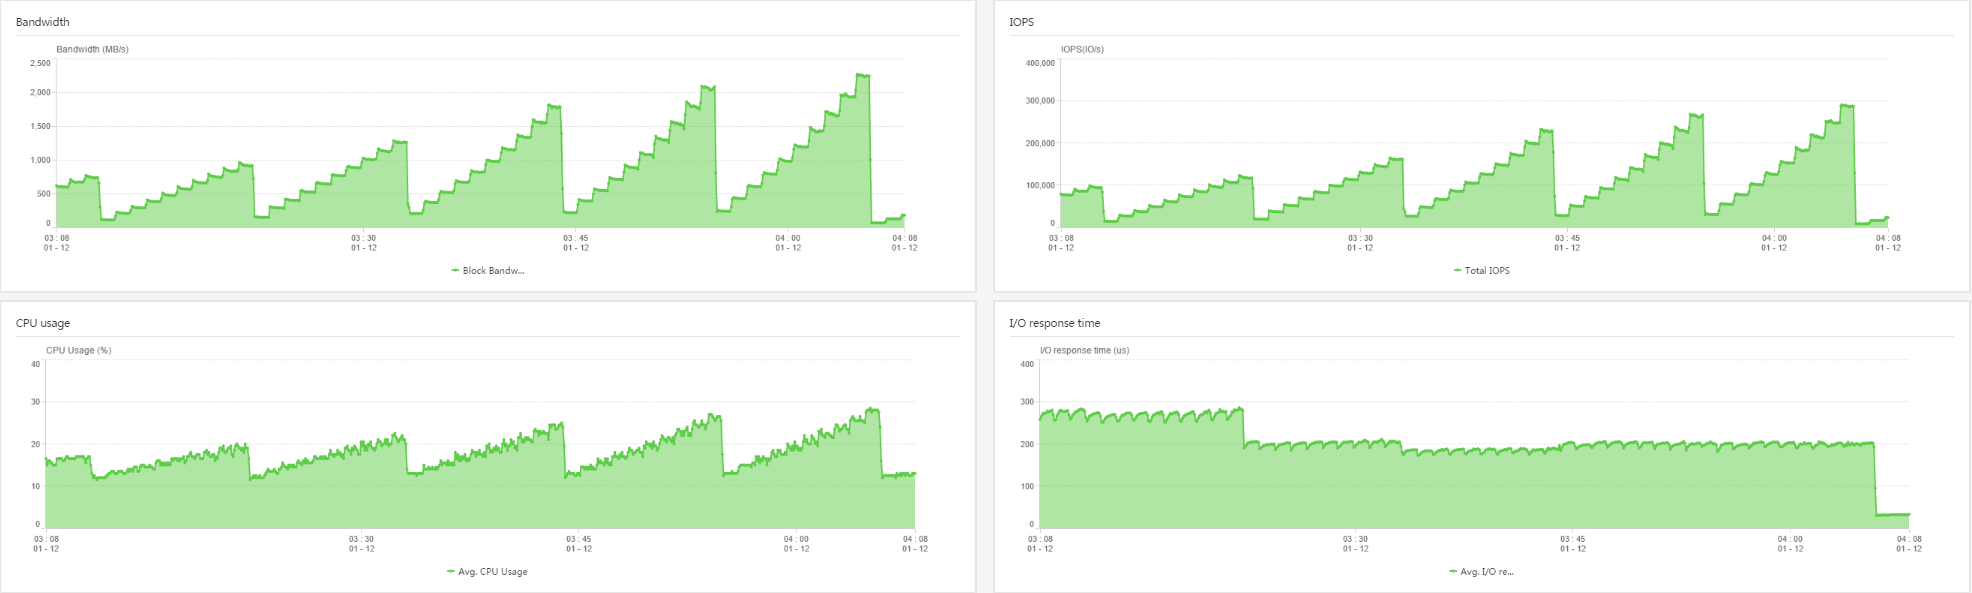 Bandwidth
Bandwidth (MB/s)
2,500
2,000
1,500
1,000
500
0
03 : 08 03 : 30 03 : 45 04 : 00 04 : 08
01 - 12 01 - 12 01 - 12 01 - 12 01 - 12
Block Bandw...
IOPS
IOPS(IO/s)
400,000
300,000
200,000
100,000
0
03 : 08 03 : 30 03 : 45 04 : 00 04 : 08
01 - 12 01 - 12 01 - 12 01 - 12 01 - 12
Total IOPS
CPU usage
CPU Usage (%)
40
30
20
10
0
03 : 08 03 : 30 03 : 45 04 : 00 04 : 08
01 - 12 01 - 12 01 - 12 01 - 12 01 - 12
Avg. CPU Usage
I/O response time
I/O response time (us)
400
300
200
100
0
03 : 08 03 : 30 03 : 45 04 : 00 04 : 08
01 - 12 01 - 12 01 - 12 01 - 12 01 - 12
Avg. I/O re...